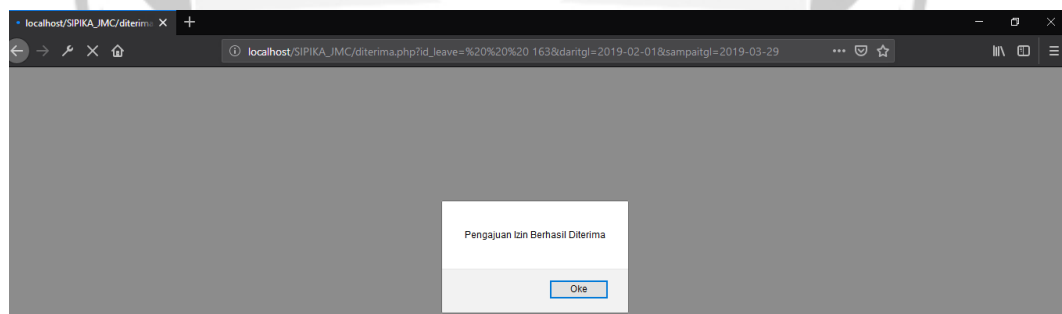 localhost/SIPIKA_JMC/diterima
localhost/SIPIKA_JMC/diterima.php?id_leave=%20%20%20 163&daritgl=2019-02-01&sampaitgl=2019-03-29
Pengajuan Izin Berhasil Diterima
Oke